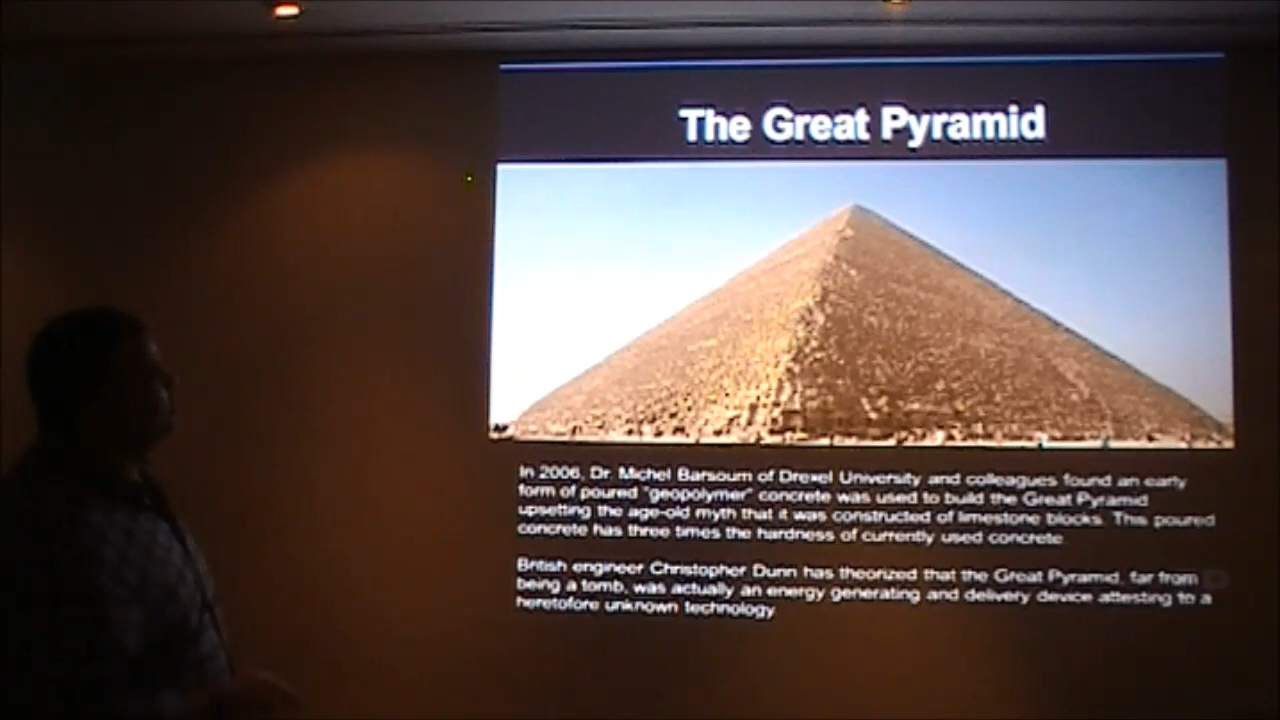 The Great Pyramid
In 2006, Dr. Michel Barsoum of Drexel University and colleagues found an early
form of poured "geopolymer" concrete was used to build the Great Pyramid
upsetting the age-old myth that it was constructed of limestone blocks. This poured
concrete has three times the hardness of currently used concrete.
British engineer Christopher Dunn has theorized that the Great Pyramid, far from
being a tomb, was actually an energy generating and delivery device attesting to a
heretofore unknown technology